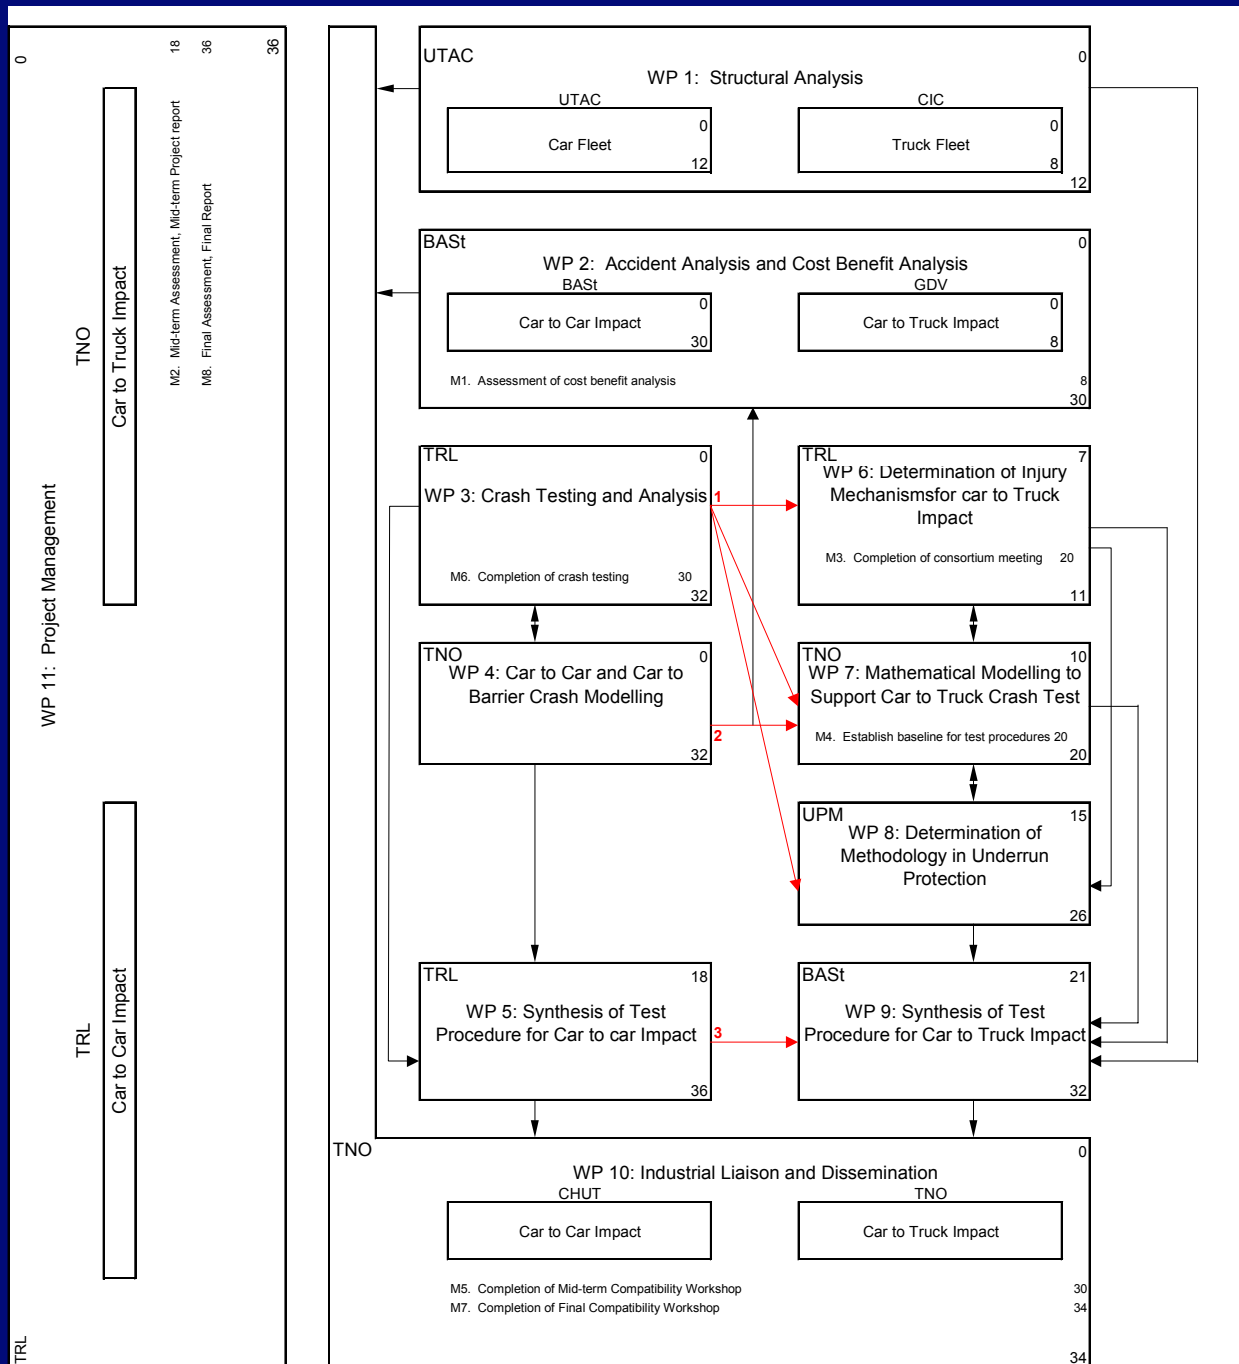 0
18
36
36
M2. Mid-term Assessment, Mid-term Project report
M8. Final Assessment, Final Report
TNO
Car to Truck Impact
WP 11: Project Management
TRL
Car to Car Impact
TRL
UTAC
0
WP 1: Structural Analysis
UTAC
CIC
0
0
Car Fleet
Truck Fleet
12
8
12
BASt
0
WP 2: Accident Analysis and Cost Benefit Analysis
BASt
GDV
0
0
Car to Car Impact
Car to Truck Impact
30
8
M1. Assessment of cost benefit analysis
8
30
TRL
0
WP 3: Crash Testing and Analysis
1
M6. Completion of crash testing 30
32
TRL
7
WP 6: Determination of Injury
Mechanismsfor car to Truck
Impact
M3. Completion of consortium meeting 20
11
TNO
0
WP 4: Car to Car and Car to
Barrier Crash Modelling
2
32
TNO
10
WP 7: Mathematical Modelling to
Support Car to Truck Crash Test
M4. Establish baseline for test procedures 20
20
UPM
15
WP 8: Determination of
Methodology in Underrun
Protection
26
TRL
18
WP 5: Synthesis of Test
Procedure for Car to car Impact
3
36
BASt
21
WP 9: Synthesis of Test
Procedure for Car to Truck Impact
32
TNO
0
WP 10: Industrial Liaison and Dissemination
CHUT
TNO
Car to Car Impact
Car to Truck Impact
M5. Completion of Mid-term Compatibility Workshop
30
M7. Completion of Final Compatibility Workshop
34
34